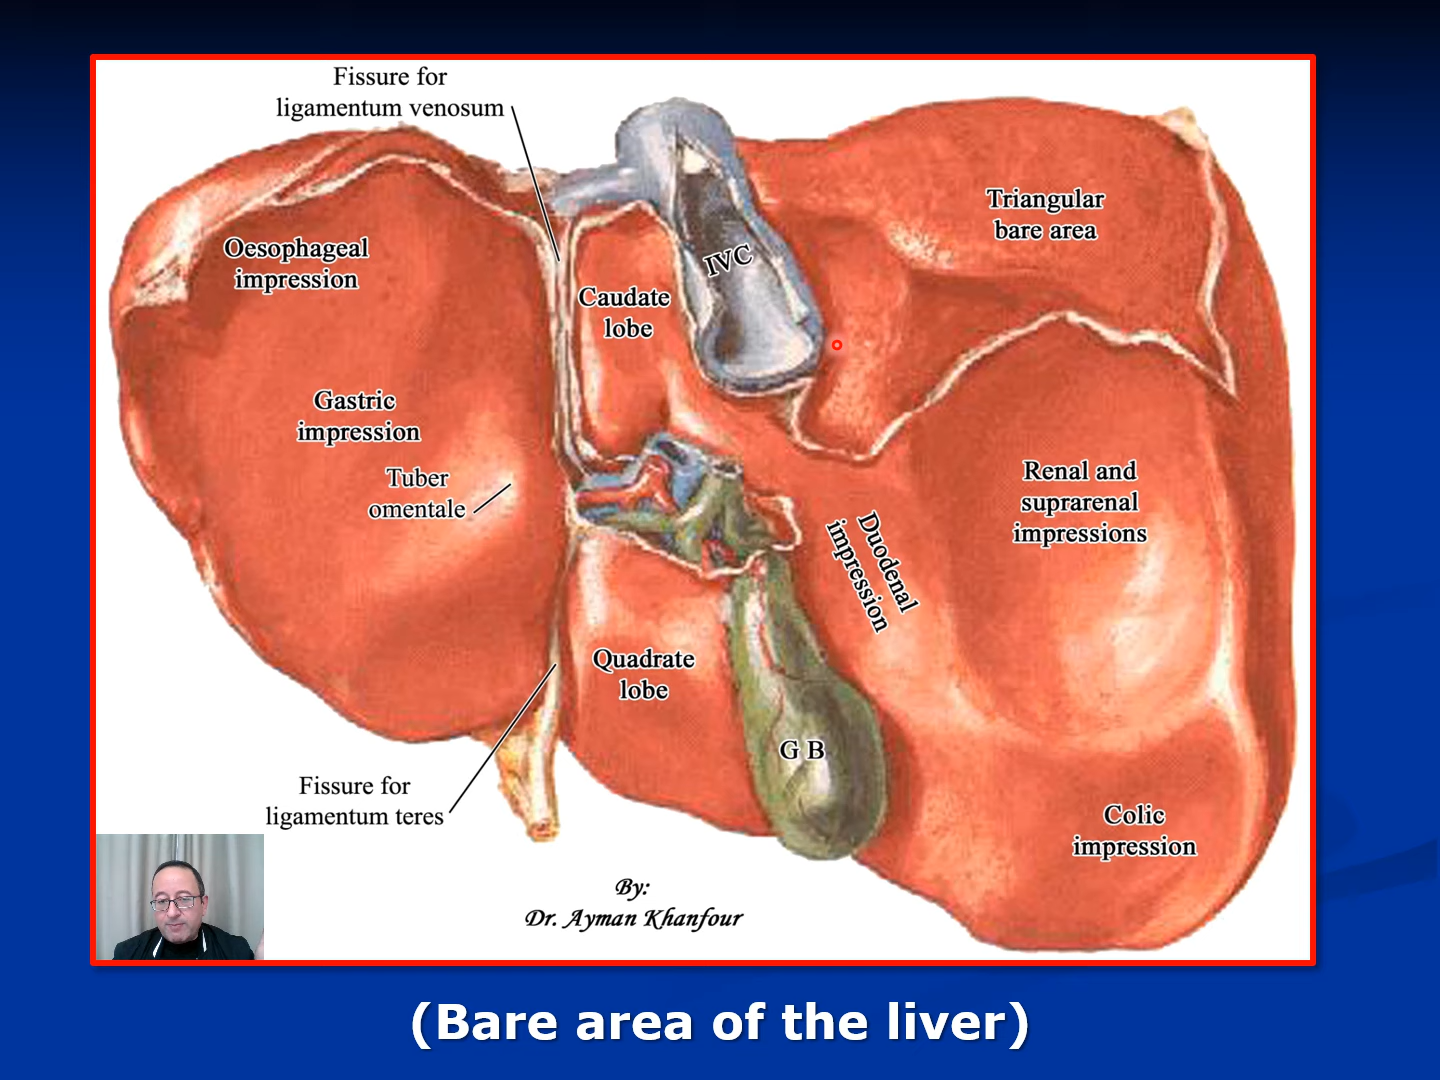 Fissure for
ligamentum venosum
Triangular
bare area
Oesophageal
impression
IVC
Caudate
lobe
Gastric
impression
Tuber
omentale
Renal and
suprarenal
impressions
Duodenal
impression
Quadrate
lobe
G B
Fissure for
ligamentum teres
Colic
impression
By:
Dr. Ayman Khanfour
(Bare area of the liver)